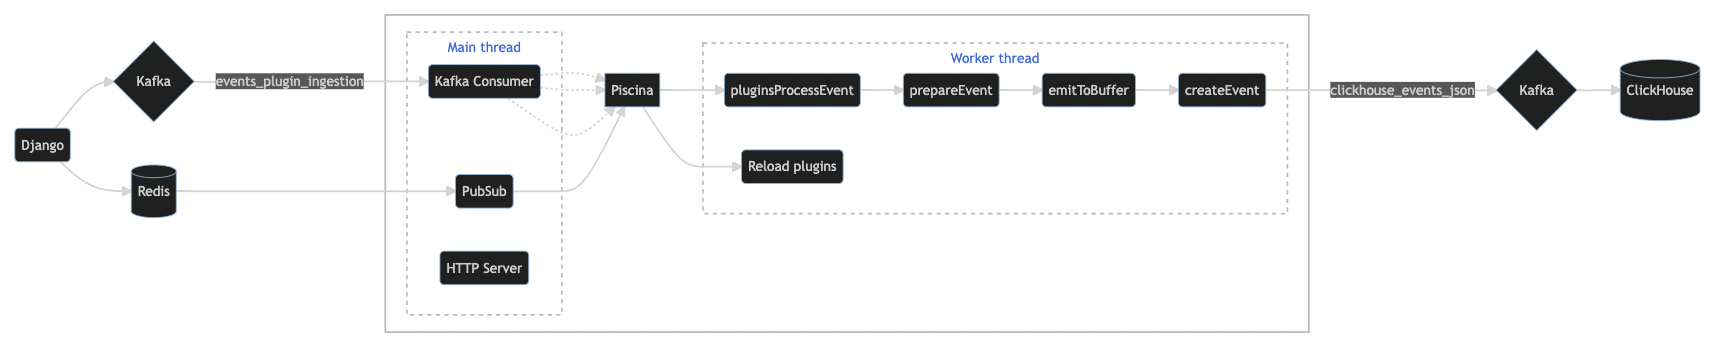 Django
Kafka
Redis
events_plugin_ingestion
Main thread
Kafka Consumer
PubSub
HTTP Server
Piscina
Worker thread
pluginsProcessEvent
prepareEvent
emitToBuffer
createEvent
Reload plugins
clickhouse_events_json
Kafka
ClickHouse